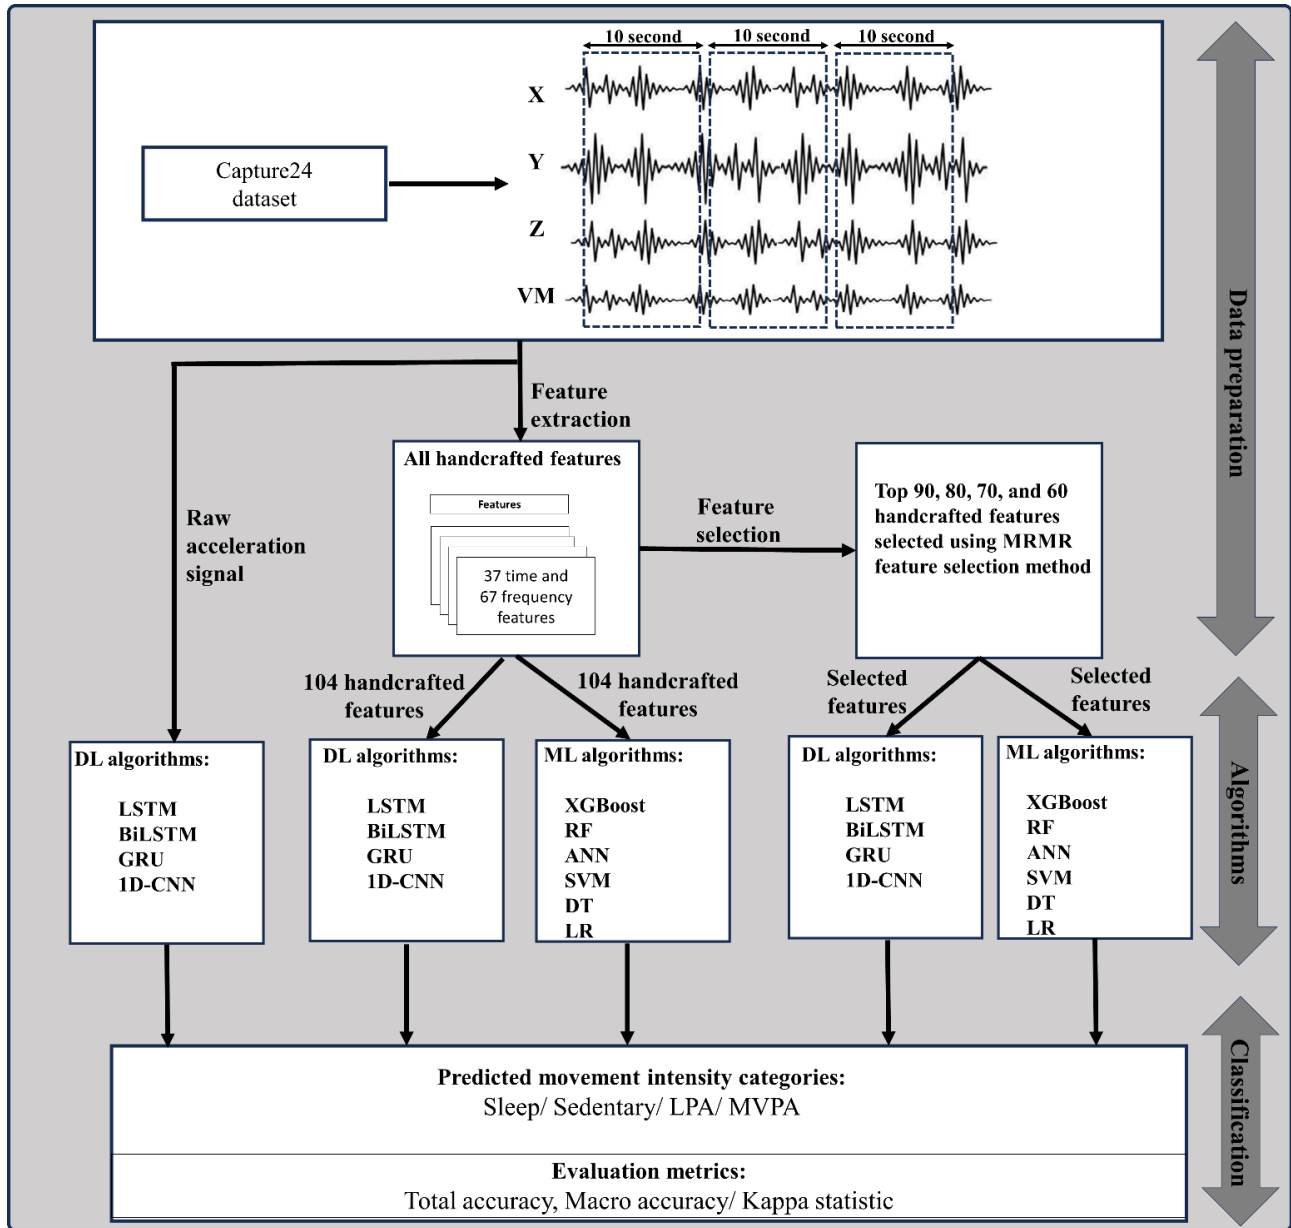 10 second
10 second
10 second
X
Y
Z
VM
Capture24
dataset
Data preparation
Feature
extraction
Raw
acceleration
signal
All handcrafted features
Features
37 time and
67 frequency
features
Feature
selection
Top 90, 80, 70, and 60
handcrafted features
selected using MRMR
feature selection method
104 handcrafted
features
104 handcrafted
features
Selected
features
Selected
features
Algorithms
DL algorithms:
LSTM
BiLSTM
GRU
1D-CNN
DL algorithms:
LSTM
BiLSTM
GRU
1D-CNN
ML algorithms:
XGBoost
RF
ANN
SVM
DT
LR
DL algorithms:
LSTM
BiLSTM
GRU
1D-CNN
ML algorithms:
XGBoost
RF
ANN
SVM
DT
LR
Classification
Predicted movement intensity categories:
Sleep/ Sedentary/ LPA/ MVPA
Evaluation metrics:
Total accuracy, Macro accuracy/ Kappa statistic